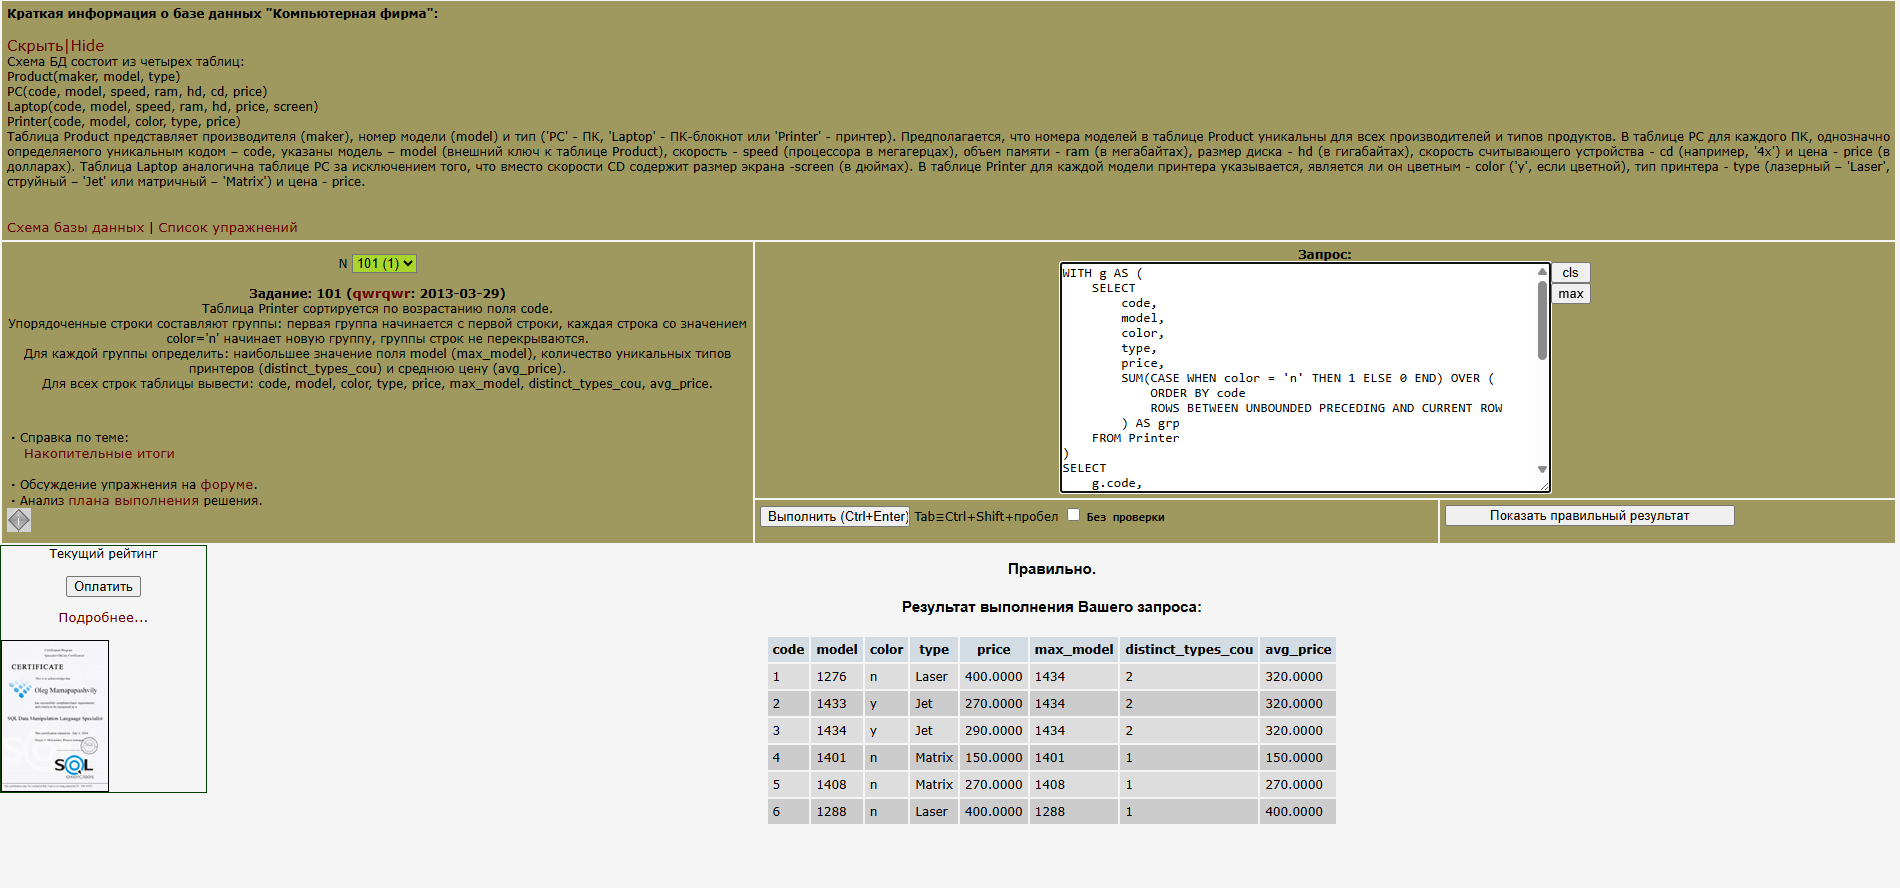 Краткая информация о базе данных "Компьютерная фирма":
Скрыть|Hide
Схема БД состоит из четырех таблиц:
Product(maker, model, type)
PC(code, model, speed, ram, hd, cd, price)
Laptop(code, model, speed, ram, hd, price, screen)
Printer(code, model, color, type, price)
Таблица Product представляет производителя (maker), номер модели (model) и тип ('PC' - ПК, 'Laptop' - ПК-блокнот или 'Printer' - принтер). Предполагается, что номера моделей в таблице Product уникальны для всех производителей и типов продуктов. В таблице PC для каждого ПК, однозначно
определяемого уникальным кодом – code, указаны модель – model (внешний ключ к таблице Product), скорость - speed (процессора в мегагерцах), объем памяти - ram (в мегабайтах), размер диска - hd (в гигабайтах), скорость считывающего устройства - cd (например, '4x') и цена - price (в
долларах). Таблица Laptop аналогична таблице PC за исключением того, что вместо скорости CD содержит размер экрана -screen (в дюймах). В таблице Printer для каждой модели принтера указывается, является ли он цветным - color ('y', если цветной), тип принтера - type (лазерный – 'Laser',
струйный – 'Jet' или матричный – 'Matrix') и цена - price.
Схема базы данных | Список упражнений
N 101 (1)
Задание: 101 (qwrqwr: 2013-03-29)
Таблица Printer сортируется по возрастанию поля code.
Упорядоченные строки составляют группы: первая группа начинается с первой строки, каждая строка со значением
color='n' начинает новую группу, группы строк не перекрываются.
Для каждой группы определить: наибольшее значение поля model (max_model), количество уникальных типов
принтеров (distinct_types_cou) и среднюю цену (avg_price).
Для всех строк таблицы вывести: code, model, color, type, price, max_model, distinct_types_cou, avg_price.
· Справка по теме:
Накопительные итоги
· Обсуждение упражнения на форуме.
· Анализ плана выполнения решения.
Запрос:
WITH g AS (
SELECT
code,
model,
color,
type,
price,
SUM(CASE WHEN color = 'n' THEN 1 ELSE 0 END) OVER (
ORDER BY code
ROWS BETWEEN UNBOUNDED PRECEDING AND CURRENT ROW
) AS grp
FROM Printer
)
SELECT
g.code,
cls
max
Выполнить (Ctrl+Enter) Tab≡Ctrl+Shift+пробел Без проверки
Показать правильный результат
Текущий рейтинг
Оплатить
Подробнее...
CERTIFICATE
Oleg Mamapapashvily
SQL Data Manipulation Language Specialist
SQL
Правильно.
Результат выполнения Вашего запроса:
code model color type price max_model distinct_types_cou avg_price
1 1276 n Laser 400.0000 1434 2 320.0000
2 1433 y Jet 270.0000 1434 2 320.0000
3 1434 y Jet 290.0000 1434 2 320.0000
4 1401 n Matrix 150.0000 1401 1 150.0000
5 1408 n Matrix 270.0000 1408 1 270.0000
6 1288 n Laser 400.0000 1288 1 400.0000